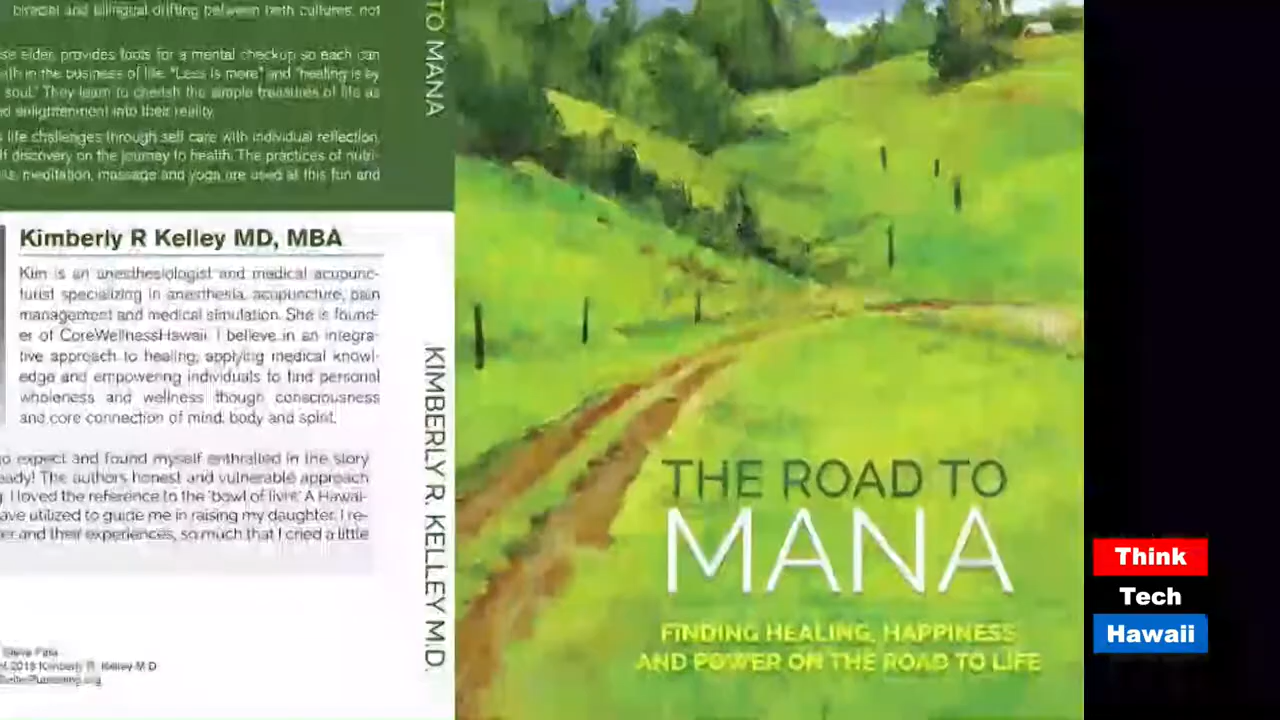 biracial and bilingual drifting between both cultures, not
se elder, provides tools for a mental checkup so each can
in the business of life. "Less is more" and "healing is by
soul." They learn to cherish the simple treasures of life as
enlightenment into their reality.
life challenges through self care with individual reflection,
discovery on the journey to health. The practices of nutri-
meditation, massage and yoga are used at this fun and
Kimberly R Kelley MD, MBA
Kim is an anesthesiologist and medical acupunc-
turist specializing in anesthesia, acupuncture, pain
management and medical simulation. She is found-
er of CoreWellnessHawaii. I believe in an integra-
tive approach to healing, applying medical knowl-
edge and empowering individuals to find personal
wholeness and wellness though consciousness
and core connection of mind, body and spirit.
to expect and found myself enthralled in the story
eady! The authors honest and vulnerable approach
I loved the reference to the 'bowl of light.' A Hawai-
ave utilized to guide me in raising my daughter. I re-
and their experiences, so much that I cried a little
2018 Kimberly R. Kelley M D
TO MANA
KIMBERLY R. KELLEY M.D.
THE ROAD TO
MANA
FINDING HEALING, HAPPINESS
AND POWER ON THE ROAD TO LIFE
Think
Tech
Hawaii